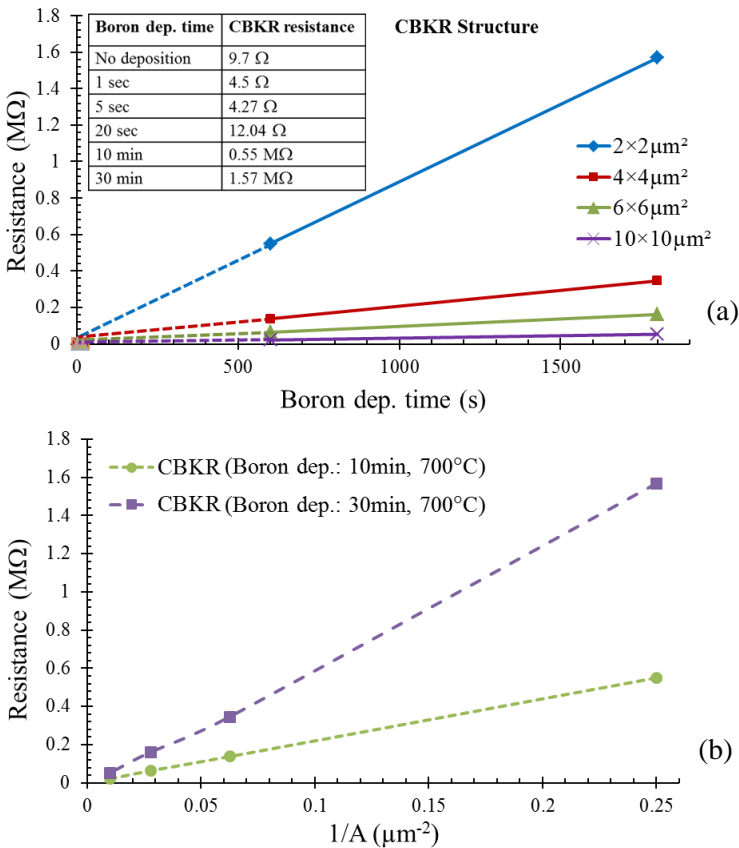 CBKR Structure
Boron dep. time CBKR resistance
No deposition 9.7 Ω
1 sec 4.5 Ω
5 sec 4.27 Ω
20 sec 12.04 Ω
10 min 0.55 MΩ
30 min 1.57 MΩ
Resistance (MΩ)
1.8
1.6
1.4
1.2
1
0.8
0.6
0.4
0.2
0
2×2µm²
4×4µm²
6×6µm²
10×10µm²
(a)
0 500 1000 1500
Boron dep. time (s)
Resistance (MΩ)
1.8
1.6
1.4
1.2
1
0.8
0.6
0.4
0.2
0
CBKR (Boron dep.: 10min, 700°C)
CBKR (Boron dep.: 30min, 700°C)
(b)
0 0.05 0.1 0.15 0.2 0.25
1/A (µm⁻²)